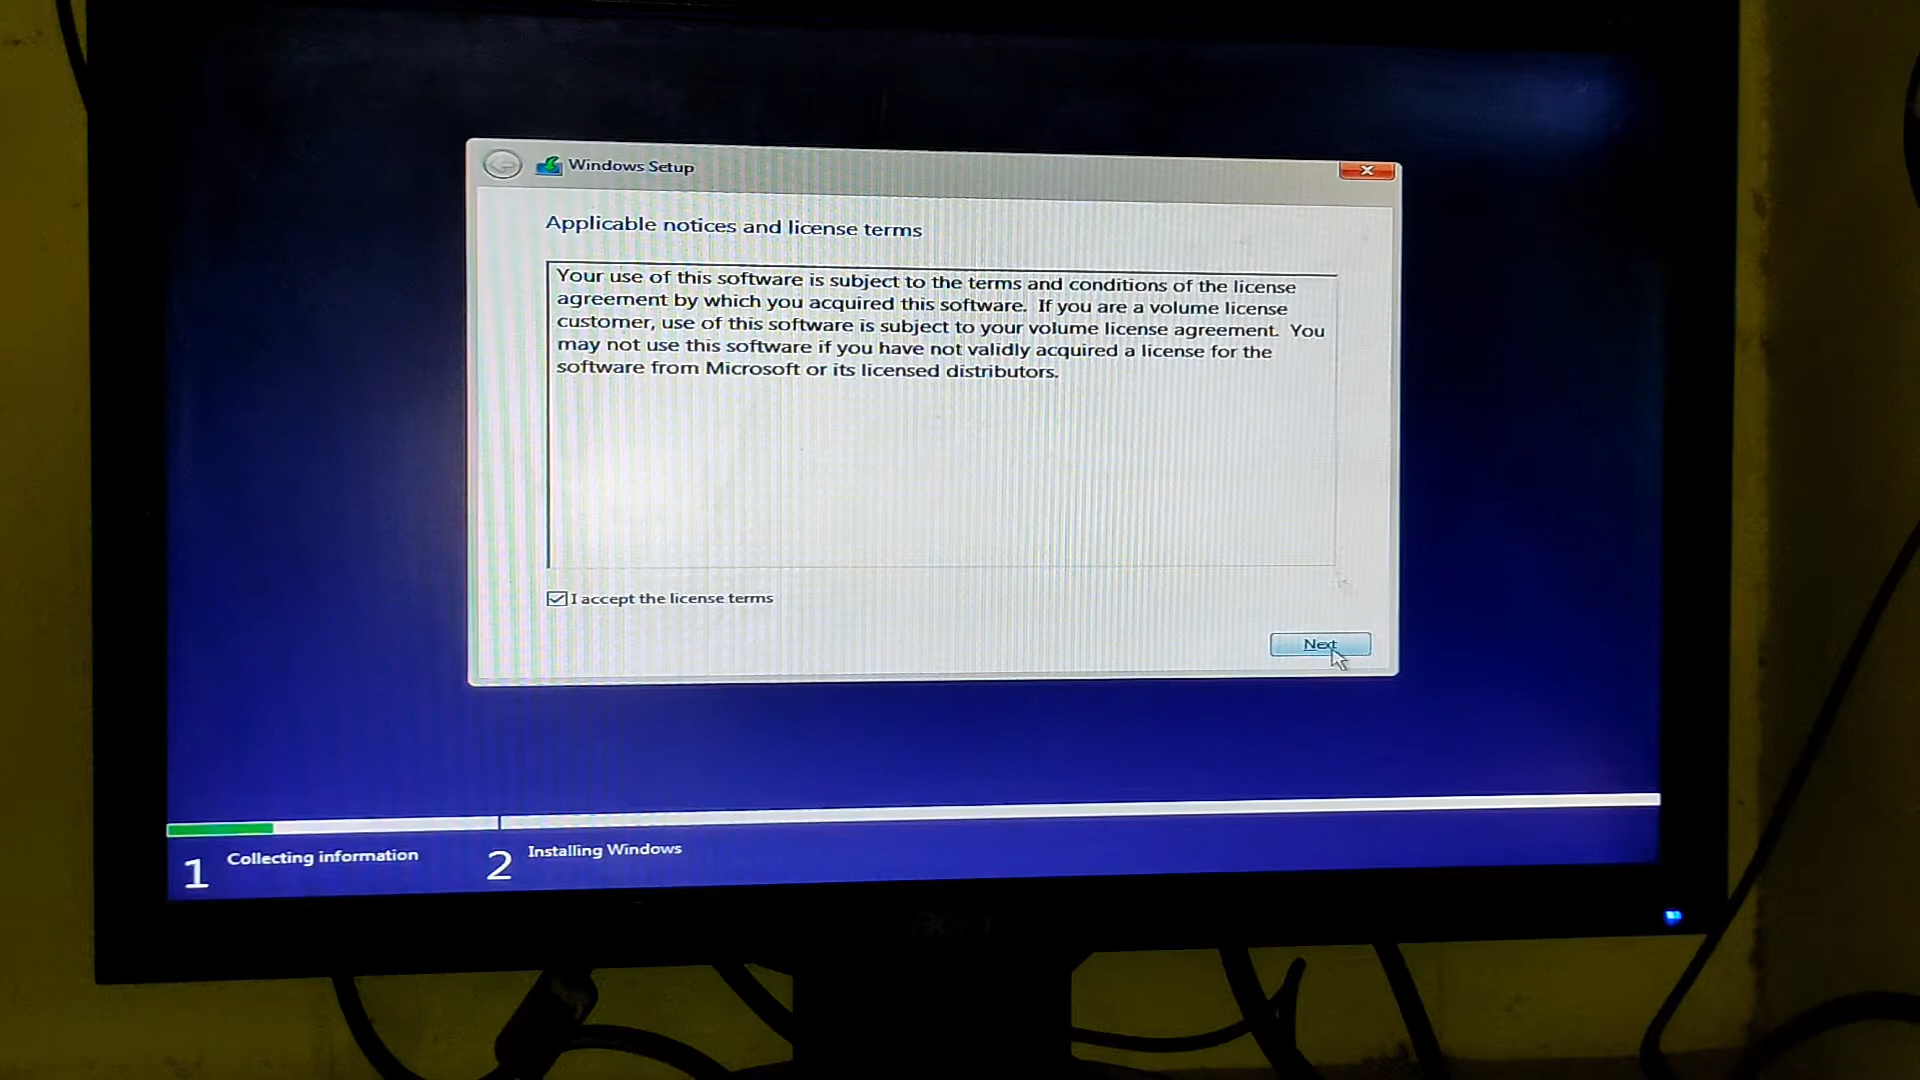 Windows Setup
Applicable notices and license terms
Your use of this software is subject to the terms and conditions of the license
agreement by which you acquired this software.  If you are a volume license
customer, use of this software is subject to your volume license agreement.  You
may not use this software if you have not validly acquired a license for the
software from Microsoft or its licensed distributors.
I accept the license terms
Next
1 Collecting information
2 Installing Windows
acer